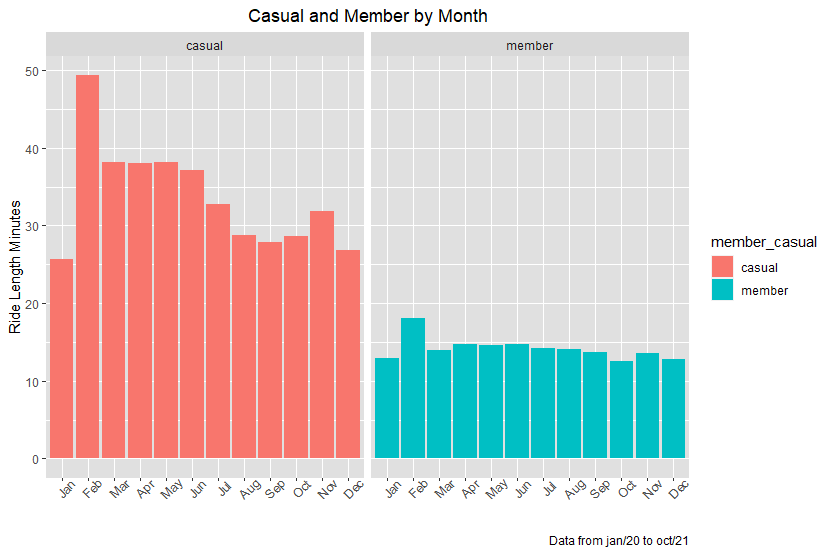 Casual and Member by Month
casual
member
50
40
30
20
10
0
Ride Length Minutes
Jan Feb Mar Apr May Jun Jul Aug Sep Oct Nov Dec
Jan Feb Mar Apr May Jun Jul Aug Sep Oct Nov Dec
member_casual
casual
member
Data from jan/20 to oct/21